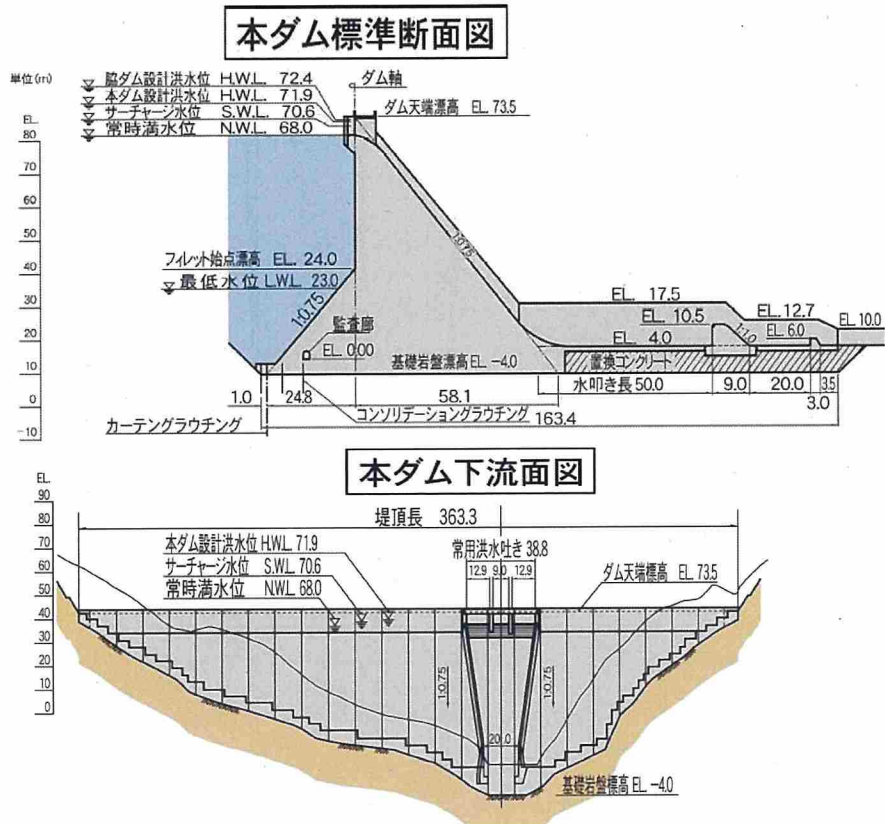 本ダム標準断面図
単位(m)
脇ダム設計洪水位 H.W.L. 72.4
本ダム設計洪水位 H.W.L. 71.9
サーチャージ水位 S.W.L. 70.6
常時満水位 N.W.L. 68.0
ダム軸
ダム天端標高 EL. 73.5
EL.
80
70
60
50
40
30
20
10
0
-10
フィレット始点標高 EL. 24.0
最低水位 L.W.L. 23.0
1:0.75
1:0.75
監査廊
EL. 0.00
基礎岩盤標高 EL. -4.0
EL. 17.5
EL. 12.7
EL. 10.5
1:1.0
EL. 6.0
EL. 10.0
EL. 4.0
置換コンクリート
水叩き長 50.0
9.0
20.0
3.5
3.0
1.0
24.8
58.1
コンソリデーショングラウチング
163.4
カーテングラウチング
本ダム下流面図
EL.
90
80
70
60
50
40
30
20
10
0
堤頂長 363.3
本ダム設計洪水位 H.W.L. 71.9
サーチャージ水位 S.W.L. 70.6
常時満水位 N.W.L. 68.0
常用洪水吐き 38.8
12.9
9.0
12.9
ダム天端標高 EL. 73.5
1:0.75
1:0.75
20.0
基礎岩盤標高 EL. -4.0